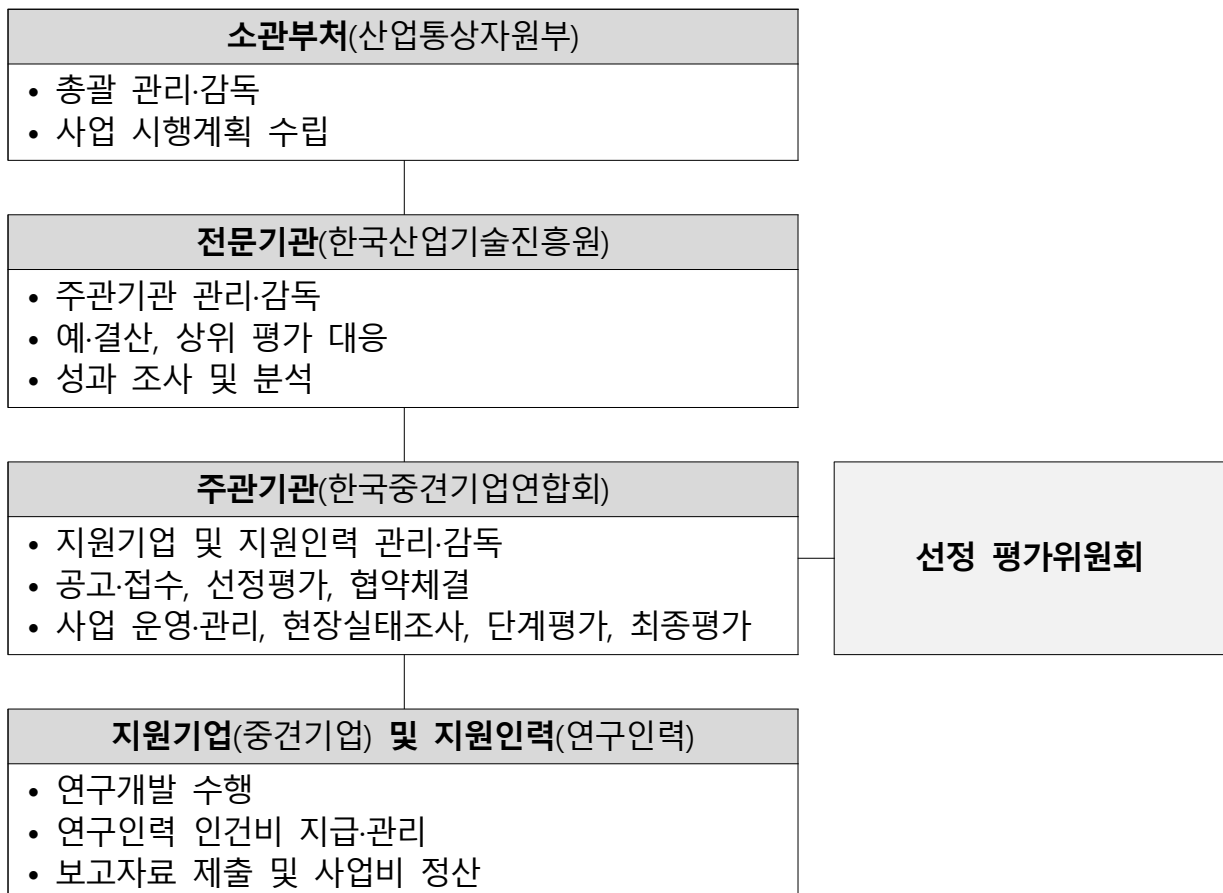 소관부처(산업통상자원부)
• 총괄 관리·감독
• 사업 시행계획 수립
전문기관(한국산업기술진흥원)
• 주관기관 관리·감독
• 예·결산, 상위 평가 대응
• 성과 조사 및 분석
주관기관(한국중견기업연합회)
• 지원기업 및 지원인력 관리·감독
• 공고·접수, 선정평가, 협약체결
• 사업 운영·관리, 현장실태조사, 단계평가, 최종평가
선정 평가위원회
지원기업(중견기업) 및 지원인력(연구인력)
• 연구개발 수행
• 연구인력 인건비 지급·관리
• 보고자료 제출 및 사업비 정산